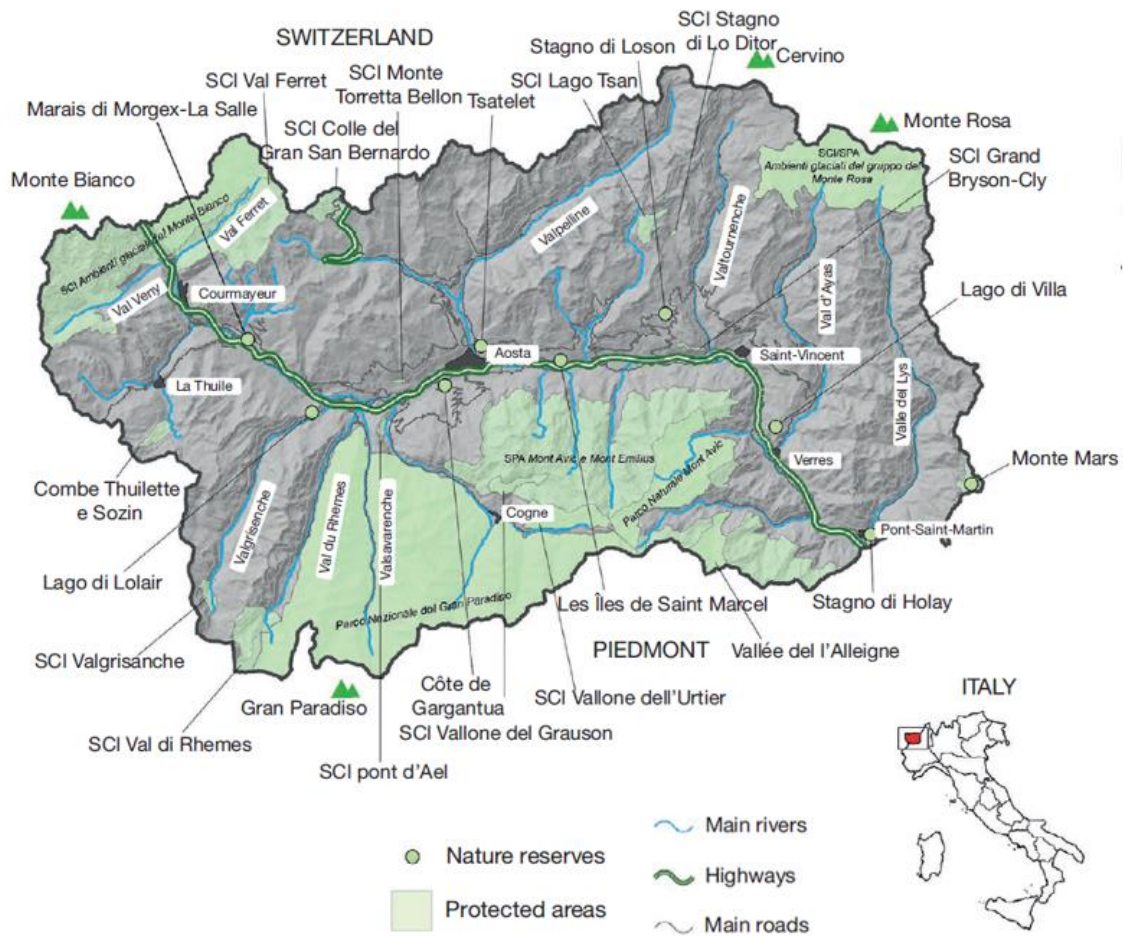 SWITZERLAND
SCI Val Ferret
Marais di Morgex-La Salle
SCI Monte
Torretta Bellon
SCI Colle del
Gran San Bernardo
Tsatelet
Stagno di Loson
SCI Lago Tsan
SCI Stagno
di Lo Ditor
Cervino
Monte Rosa
SCI Grand
Bryson-Cly
Monte Bianco
SCI/SPA
Ambienti glaciali del gruppo del
Monte Rosa
SCI Ambienti glaciali del Monte Bianco
Val Ferret
Val Veny
Courmayeur
Valpelline
Valtournenche
Val d'Ayas
Valle del Lys
Lago di Villa
La Thuile
Aosta
Saint-Vincent
Combe Thuilette
e Sozin
Valgrisenche
Val du Rhemes
Valsavarenche
SPA Mont Avic e Mont Emilius
Parco Naturale Mont Avic
Cogne
Verres
Monte Mars
Pont-Saint-Martin
Lago di Lolair
Parco Nazionale del Gran Paradiso
Les Îles de Saint Marcel
Stagno di Holay
SCI Valgrisanche
PIEDMONT
Vallée del l'Alleigne
Gran Paradiso
Côte de
Gargantua
SCI Vallone dell'Urtier
SCI Vallone del Grauson
SCI Val di Rhemes
SCI pont d'Ael
ITALY
Nature reserves
Protected areas
Main rivers
Highways
Main roads